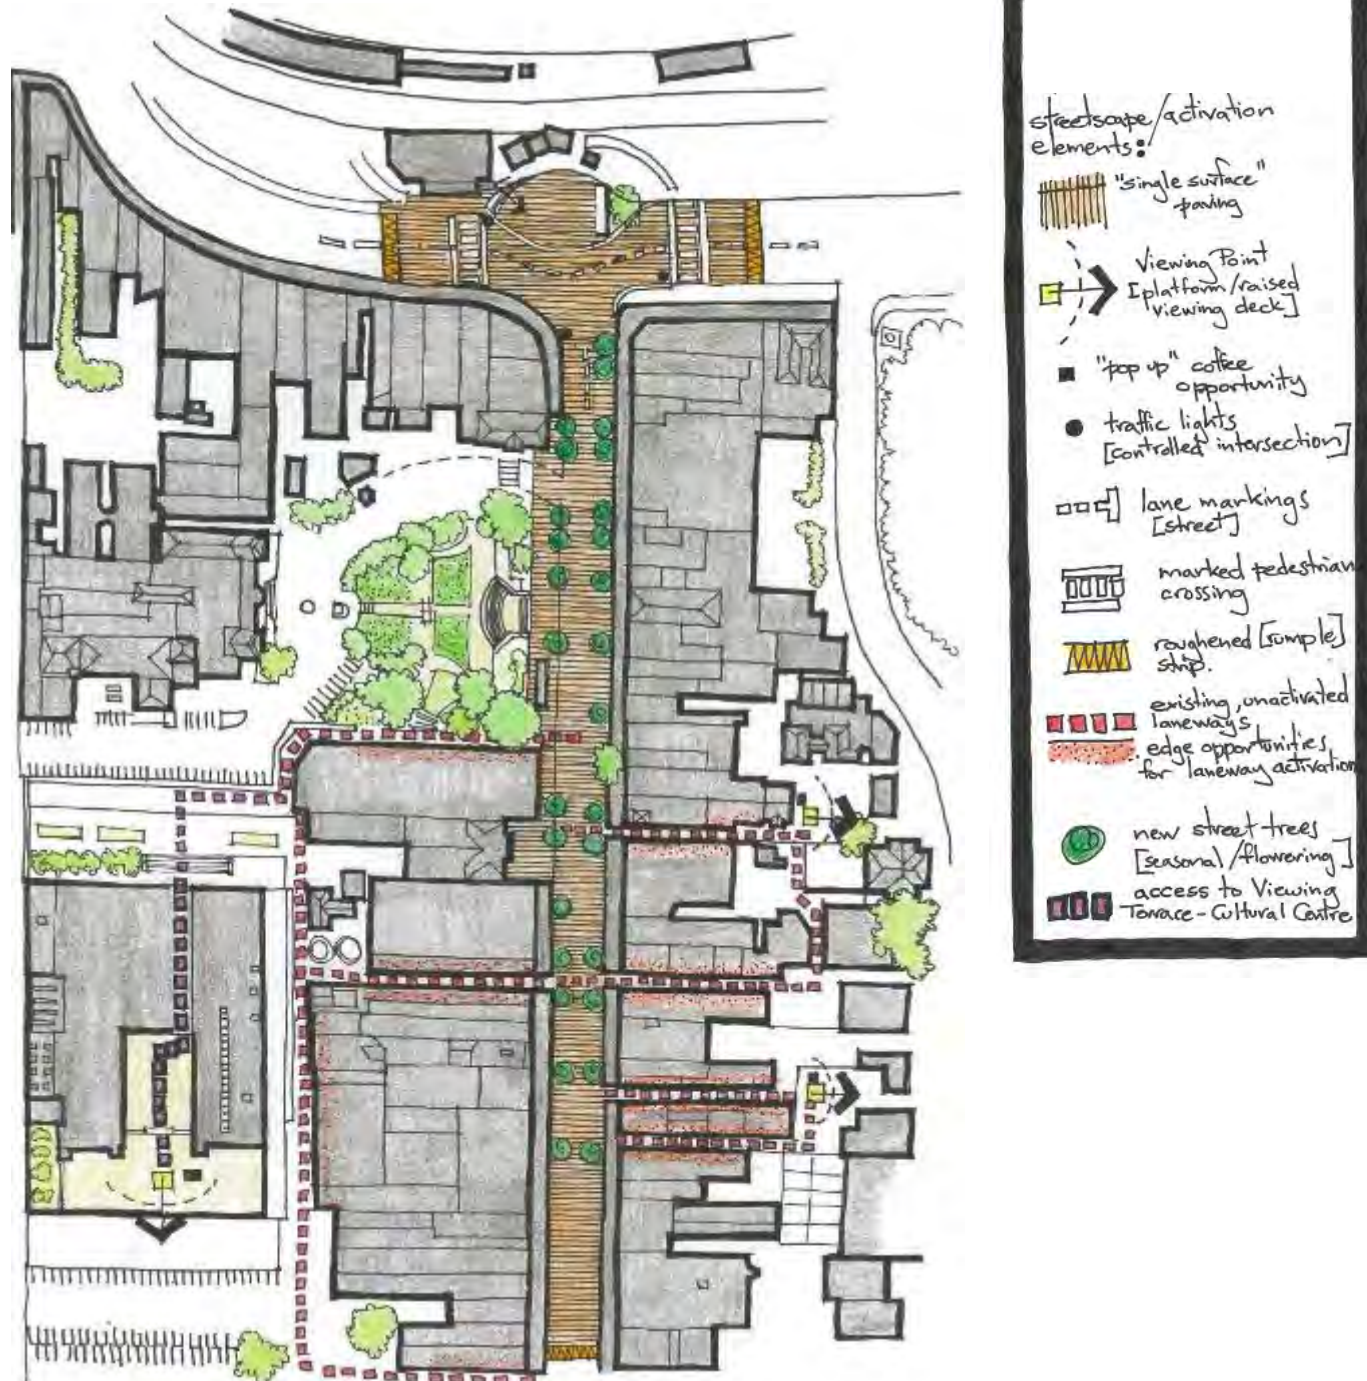 streetscape/activation
elements:
"single surface"
paving
Viewing Point
[platform/raised
viewing deck]
"pop up" coffee
opportunity
traffic lights
[controlled intersection]
lane markings
[street]
marked pedestrian
crossing
roughened [rumple]
strip.
existing, unactivated
laneways
edge opportunities
for laneway activation
new street trees
[seasonal/flowering]
access to Viewing
Terrace - Cultural Centre